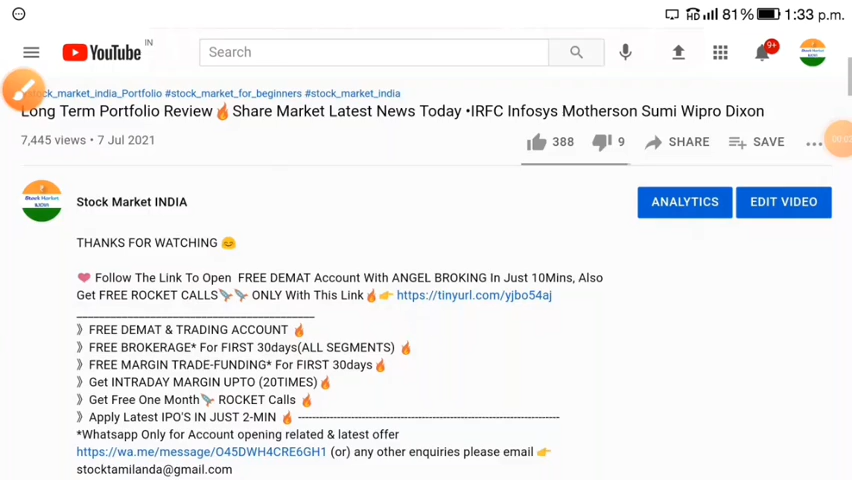 HD 81% 1:33 p.m.
YouTube IN Search 9+
#stock_market_india_Portfolio #stock_market_for_beginners #stock_market_india
Long Term Portfolio Review🔥Share Market Latest News Today •IRFC Infosys Motherson Sumi Wipro Dixon
7,445 views • 7 Jul 2021 388 9 SHARE SAVE ...
Stock Market INDIA ANALYTICS EDIT VIDEO
THANKS FOR WATCHING 😊
❤ Follow The Link To Open FREE DEMAT Account With ANGEL BROKING In Just 10Mins, Also
Get FREE ROCKET CALLS🚀🚀 ONLY With This Link🔥👉 https://tinyurl.com/yjbo54aj
》FREE DEMAT & TRADING ACCOUNT 🔥
》FREE BROKERAGE* For FIRST 30days(ALL SEGMENTS) 🔥
》FREE MARGIN TRADE-FUNDING* For FIRST 30days🔥
》Get INTRADAY MARGIN UPTO (20TIMES)🔥
》Get Free One Month🚀 ROCKET Calls 🔥
》Apply Latest IPO'S IN JUST 2-MIN 🔥 ------------------------------------------------------------------
*Whatsapp Only for Account opening related & latest offer
https://wa.me/message/O45DWH4CRE6GH1 (or) any other enquiries please email 👉
stocktamilanda@gmail.com